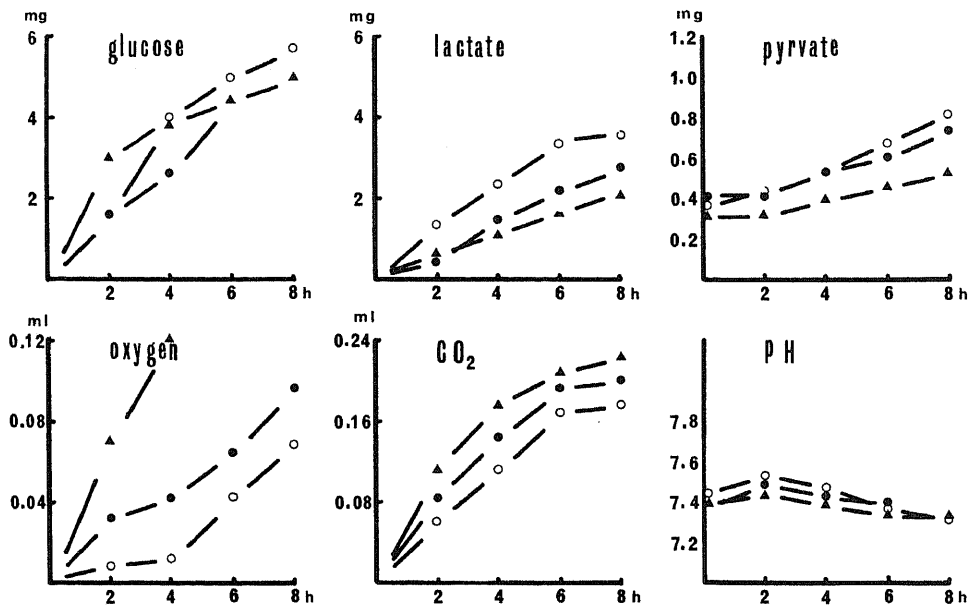 mg
glucose
6
4
2
2 4 6 8 h
mg
lactate
6
4
2
2 4 6 8 h
mg
pyrvate
1.2
1.0
0.8
0.6
0.4
0.2
2 4 6 8 h
ml
oxygen
0.12
0.08
0.04
2 4 6 8 h
ml
CO₂
0.24
0.16
0.08
2 4 6 8 h
PH
7.8
7.6
7.4
7.2
2 4 6 8 h